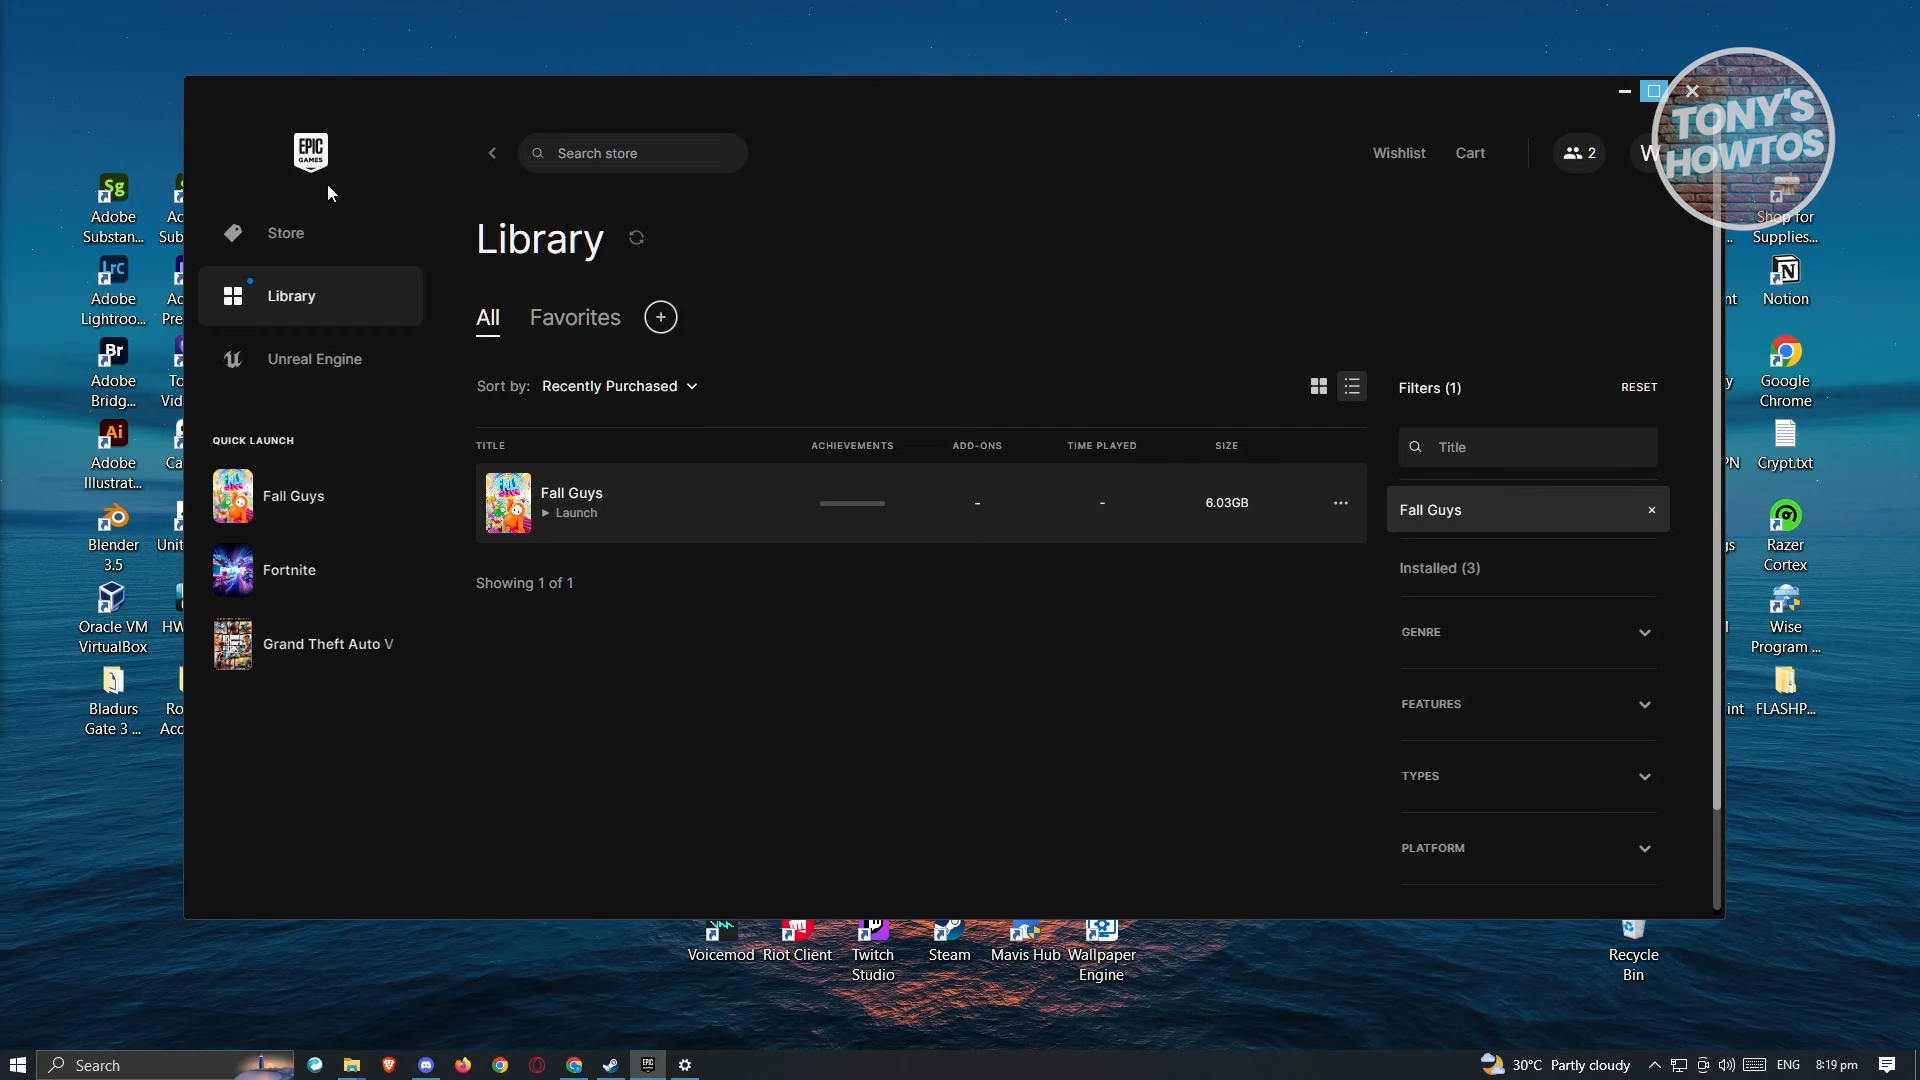 TONY'S
HOWTOS
EPIC
GAMES
Search store
Wishlist
Cart
2
W
Store
Library
Unreal Engine
QUICK LAUNCH
Fall Guys
Fortnite
Grand Theft Auto V
Library
All
Favorites
Sort by: Recently Purchased
TITLE
ACHIEVEMENTS
ADD-ONS
TIME PLAYED
SIZE
Fall Guys
Launch
-
-
6.03GB
Showing 1 of 1
Filters (1)
RESET
Title
Fall Guys
Installed (3)
GENRE
FEATURES
TYPES
PLATFORM
Sg
Adobe
Substan...
Lrc
Adobe
Lightroo...
Br
Adobe
Bridg...
Ai
Adobe
Illustrat...
Blender
3.5
Oracle VM
VirtualBox
Bladurs
Gate 3 ...
Shop for
Supplies...
Notion
Google
Chrome
Crypt.txt
Razer
Cortex
Wise
Program ...
FLASHP...
Voicemod
Riot Client
Twitch
Studio
Steam
Mavis Hub
Wallpaper
Engine
Recycle
Bin
Search
30°C Partly cloudy
ENG
8:19 pm